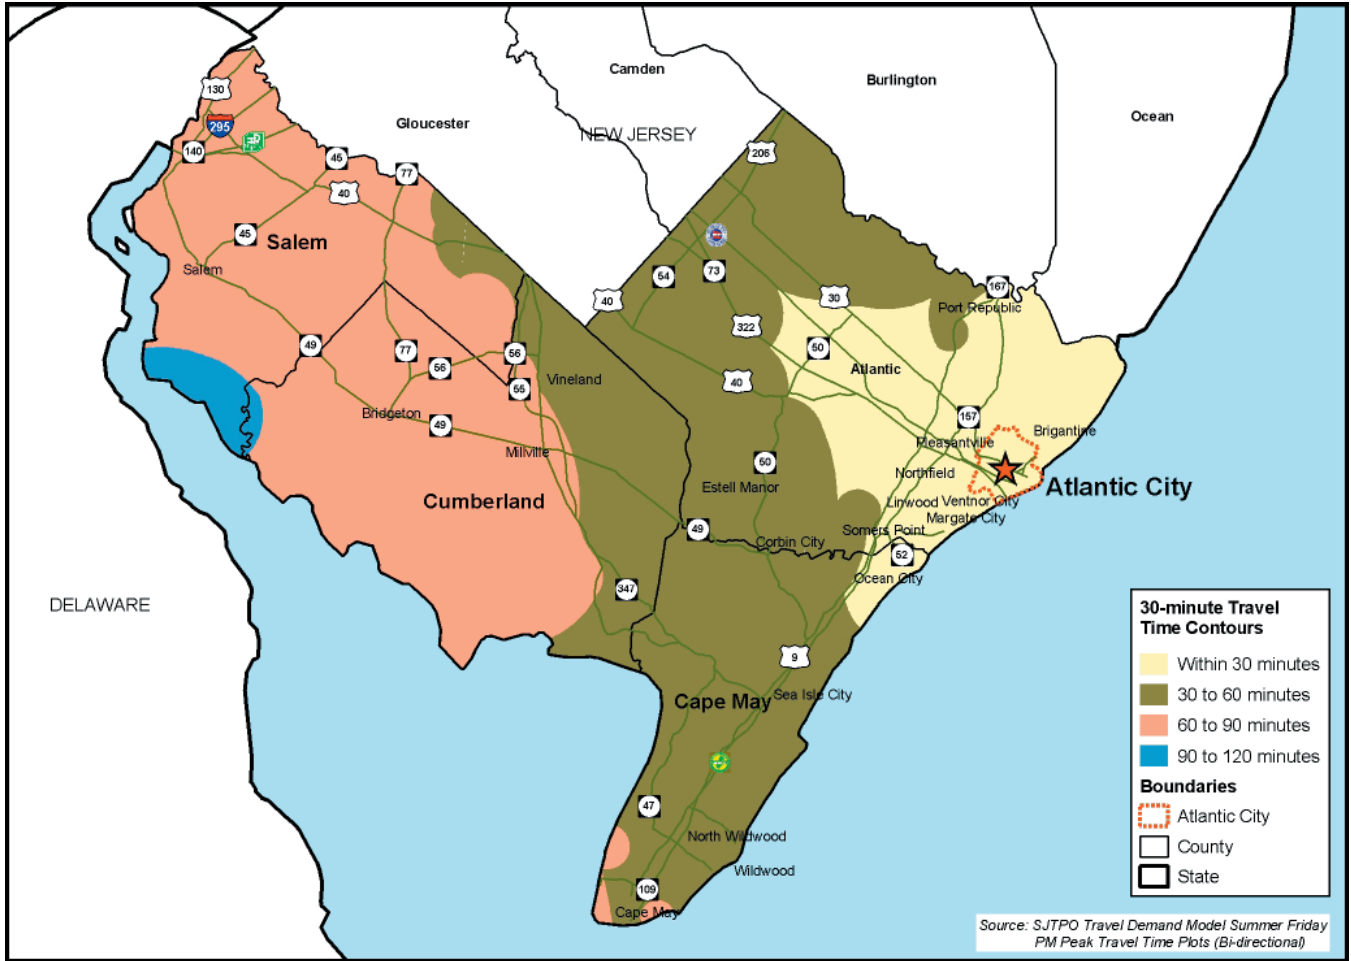 Camden
Burlington
Ocean
Gloucester
NEW JERSEY
130
295
140
45
77
40
206
45
Salem
Salem
54
73
40
30
167
Port Republic
322
50
49
77
56
56
40
Atlantic
55
Vineland
Bridgeton
49
157
Pleasantville
Brigantine
Millville
50
Northfield
Estell Manor
Atlantic City
Cumberland
Linwood
Ventnor City
Margate City
49
Corbin City
Somers Point
52
Ocean City
347
DELAWARE
9
Cape May
Sea Isle City
47
North Wildwood
Wildwood
109
Cape May
30-minute Travel
Time Contours
Within 30 minutes
30 to 60 minutes
60 to 90 minutes
90 to 120 minutes
Boundaries
Atlantic City
County
State
Source: SJTPO Travel Demand Model Summer Friday
PM Peak Travel Time Plots (Bi-directional)